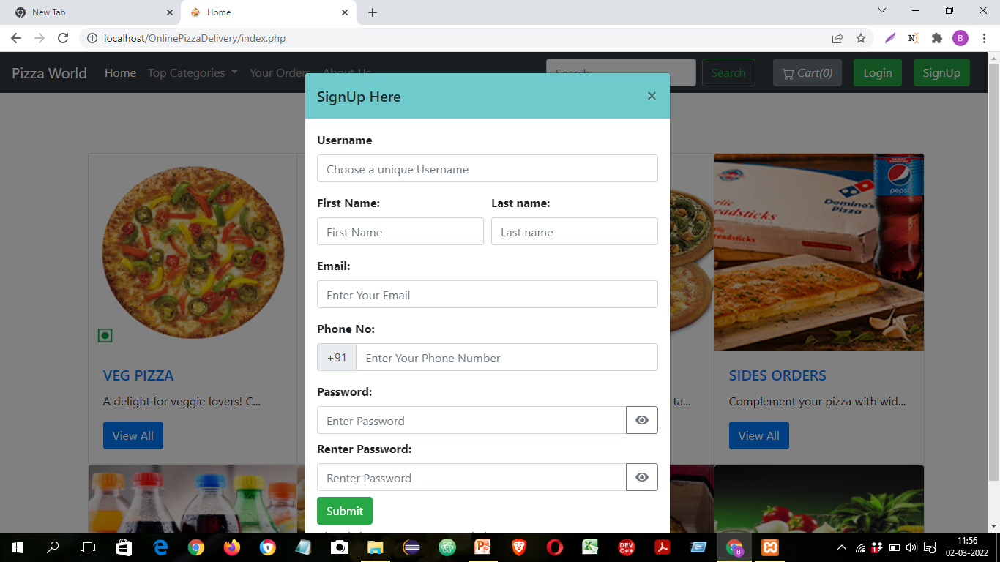 New Tab
Home
localhost/OnlinePizzaDelivery/index.php
B
Pizza World Home Top Categories Your Orders About Us Search Cart(0) Login SignUp
SignUp Here
Username
Choose a unique Username
First Name: Last name:
First Name Last name
Email:
Enter Your Email
Phone No:
+91 Enter Your Phone Number
Password:
Enter Password
Renter Password:
Renter Password
Submit
VEG PIZZA
A delight for veggie lovers! C...
View All
ta...
pepsi
Domino's
Pizza
SIDES ORDERS
Complement your pizza with wid...
View All
DEV
C++
B
11:56
02-03-2022